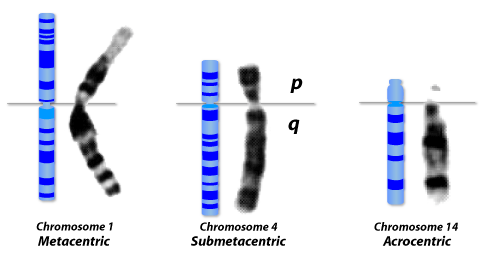 p
q
Chromosome 1
Metacentric
Chromosome 4
Submetacentric
Chromosome 14
Acrocentric